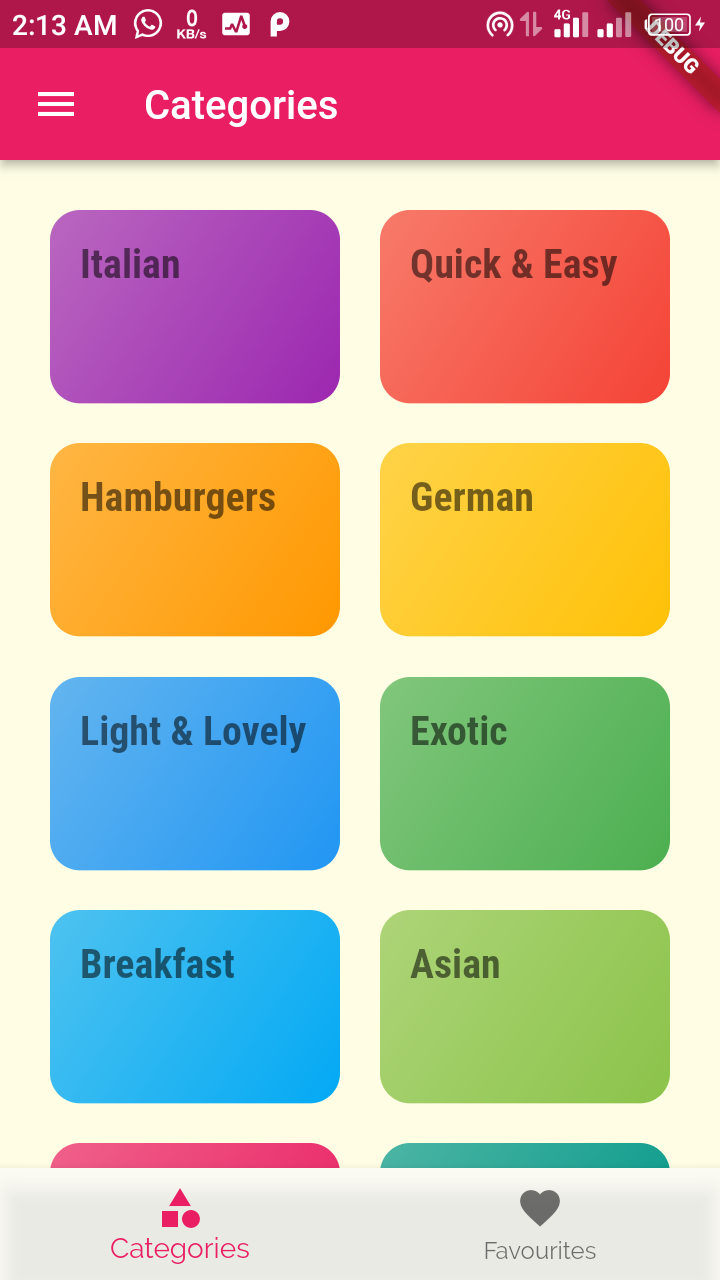 2:13 AM 0 KB/s 4G 100
DEBUG
Categories
Italian Quick & Easy
Hamburgers German
Light & Lovely Exotic
Breakfast Asian
Categories Favourites